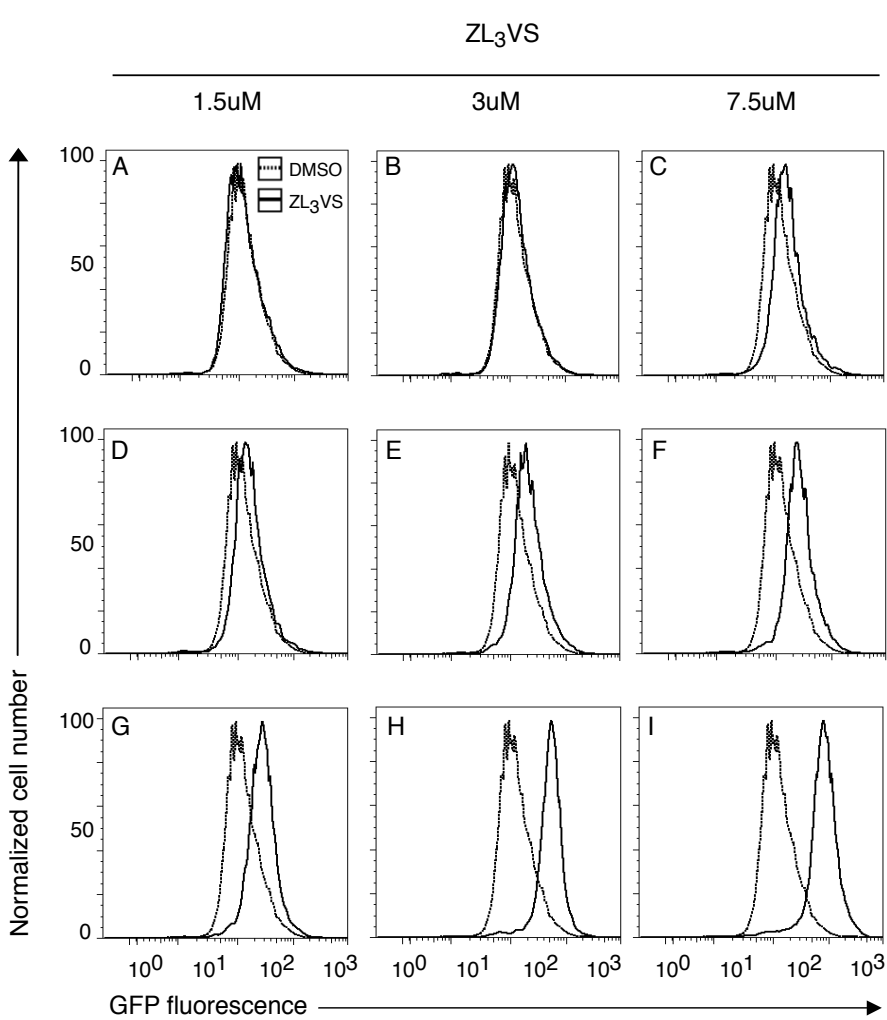 ZL3VS
1.5uM 3uM 7.5uM
100 A DMSO B C
ZL3VS
50
0
100 D E F
50
0
100 G H I
50
0
Normalized cell number
10^0 10^1 10^2 10^3 10^0 10^1 10^2 10^3 10^0 10^1 10^2 10^3
GFP fluorescence